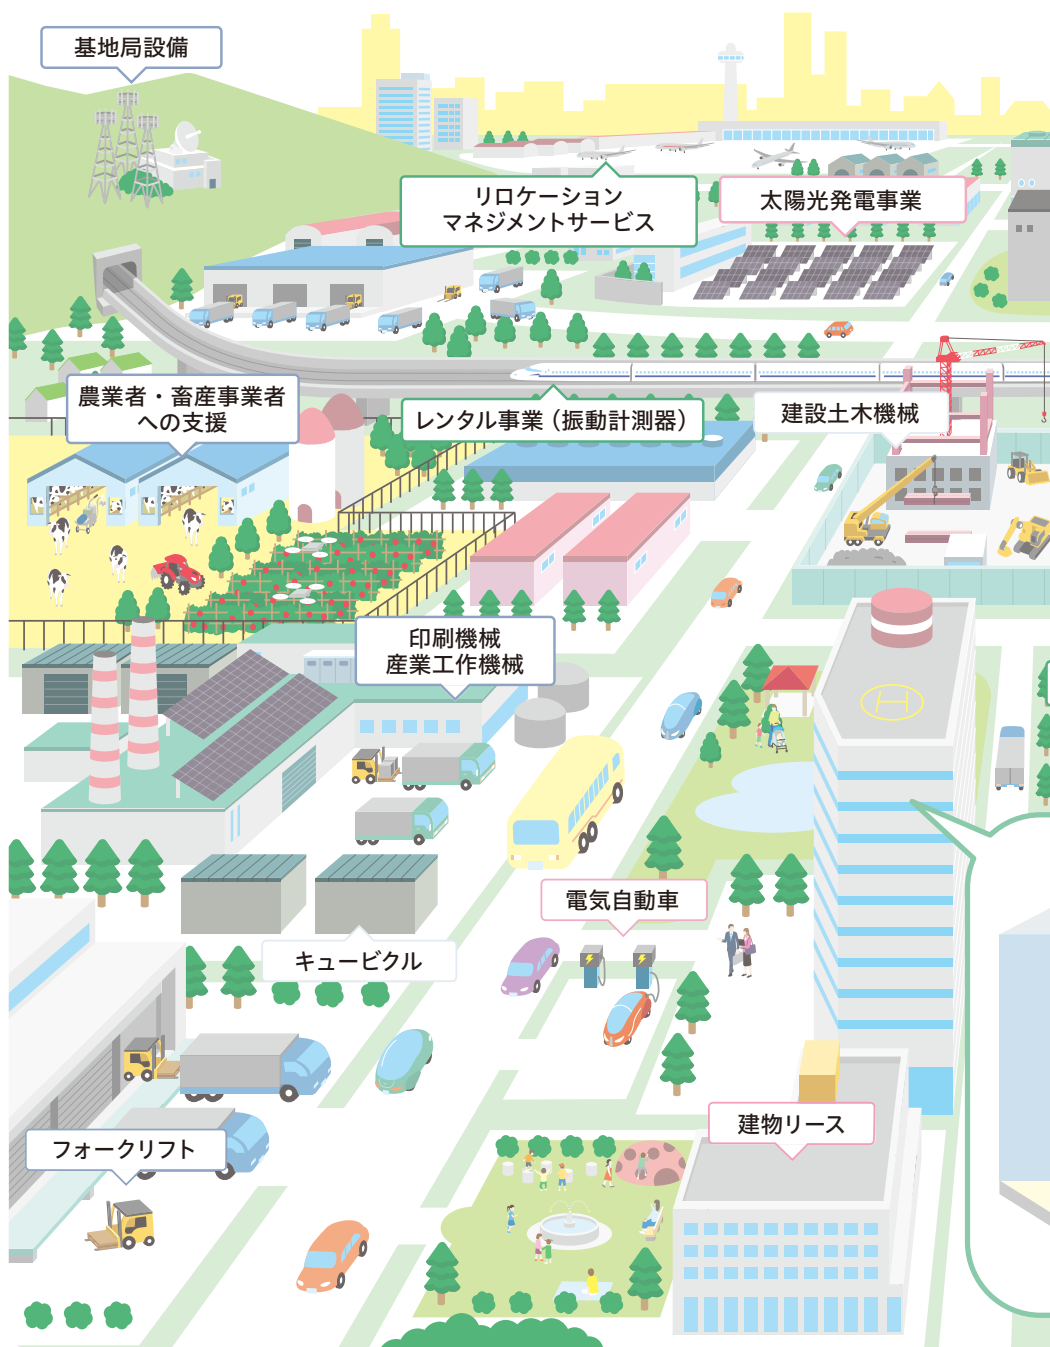 基地局設備
リロケーション
マネジメントサービス
太陽光発電事業
農業者・畜産事業者
への支援
レンタル事業（振動計測器）
建設土木機械
印刷機械
産業工作機械
電気自動車
キュービクル
建物リース
フォークリフト